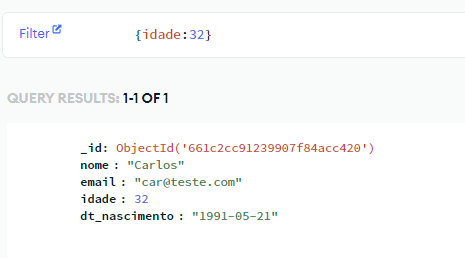 Filter {idade:32}
QUERY RESULTS: 1-1 OF 1
_id: ObjectId('661c2cc91239907f84acc420')
nome : "Carlos"
email : "car@teste.com"
idade : 32
dt_nascimento : "1991-05-21"